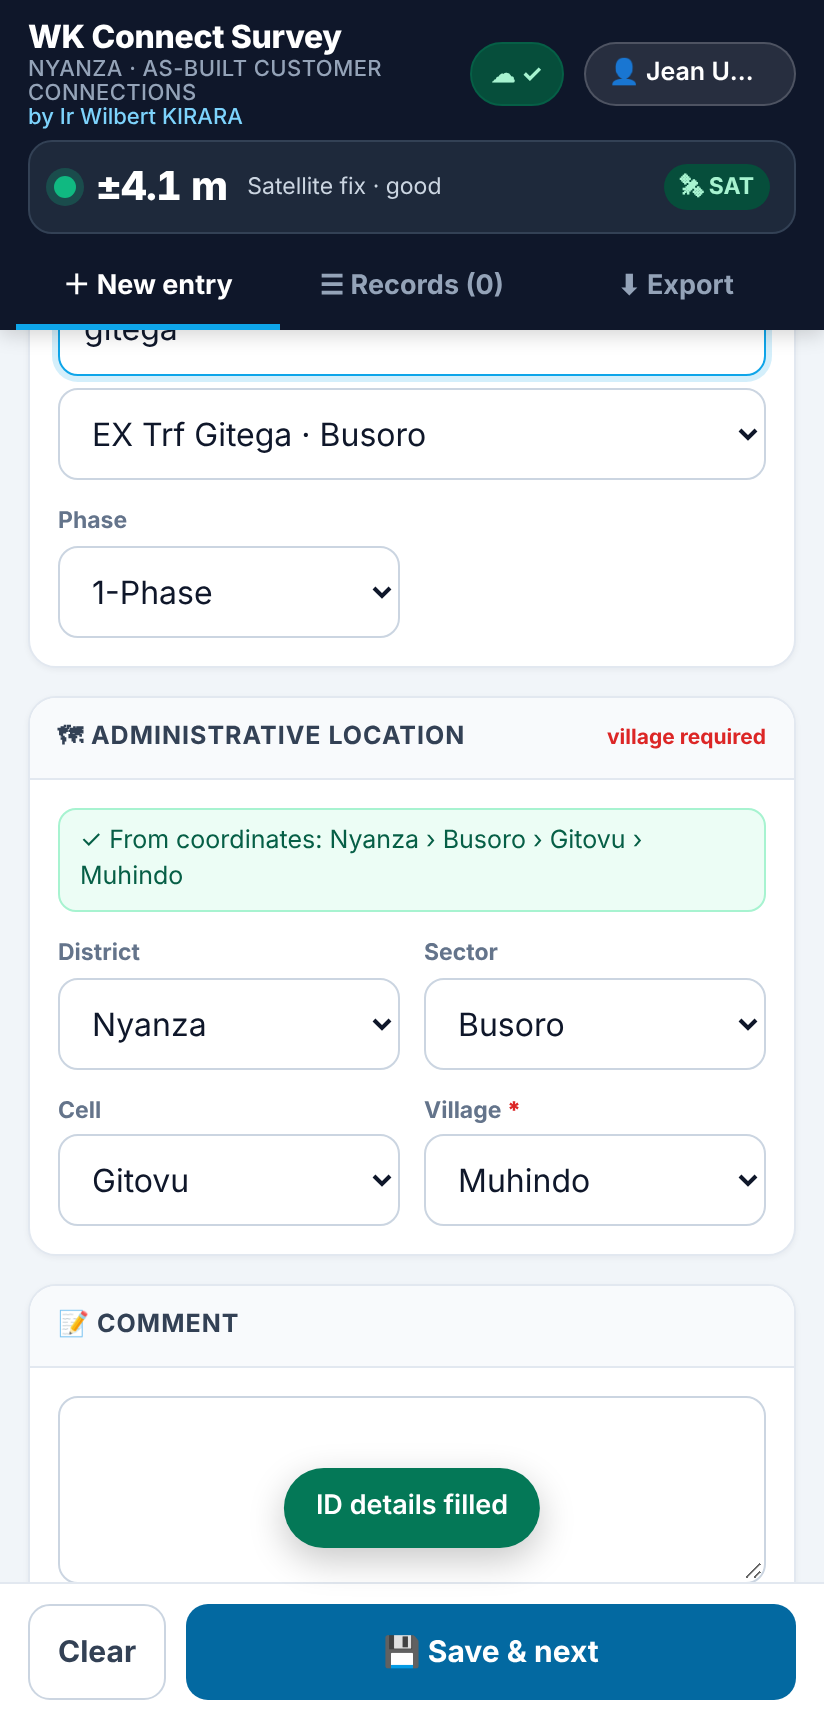 WK Connect Survey
NYANZA · AS-BUILT CUSTOMER
CONNECTIONS
by Ir Wilbert KIRARA
Jean U...
±4.1 m Satellite fix · good
SAT
+ New entry
Records (0)
Export
gitega
EX Trf Gitega · Busoro
Phase
1-Phase
ADMINISTRATIVE LOCATION
village required
✓ From coordinates: Nyanza › Busoro › Gitovu ›
Muhindo
District
Sector
Nyanza
Busoro
Cell
Village *
Gitovu
Muhindo
COMMENT
ID details filled
Clear
Save & next